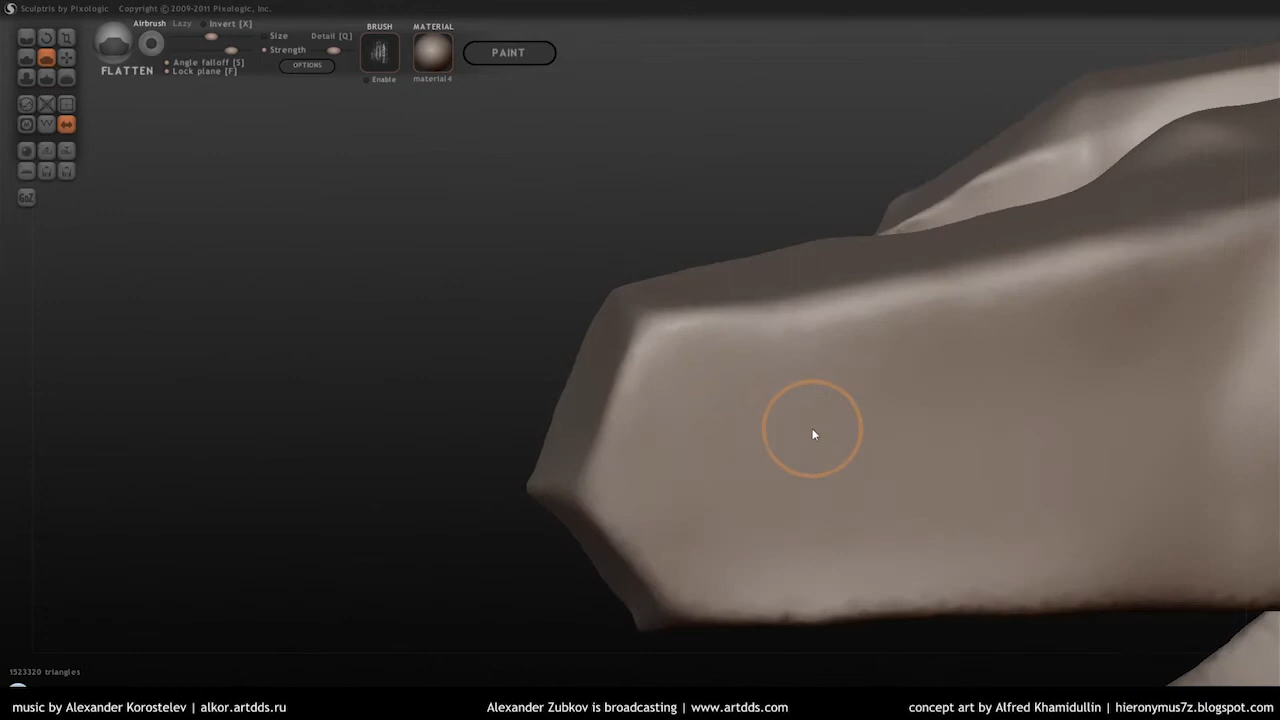 Sculptris by Pixologic Copyright © 2009-2011 Pixologic, Inc.
Airbrush Lazy Invert [X]
Size Detail [Q]
Strength
Angle falloff [S]
Lock plane [F]
FLATTEN
OPTIONS
BRUSH
Enable
MATERIAL
material4
PAINT
GoZ
1523320 triangles
music by Alexander Korostelev | alkor.artdds.ru
Alexander Zubkov is broadcasting | www.artdds.com
concept art by Alfred Khamidullin | hieronymus7z.blogspot.com